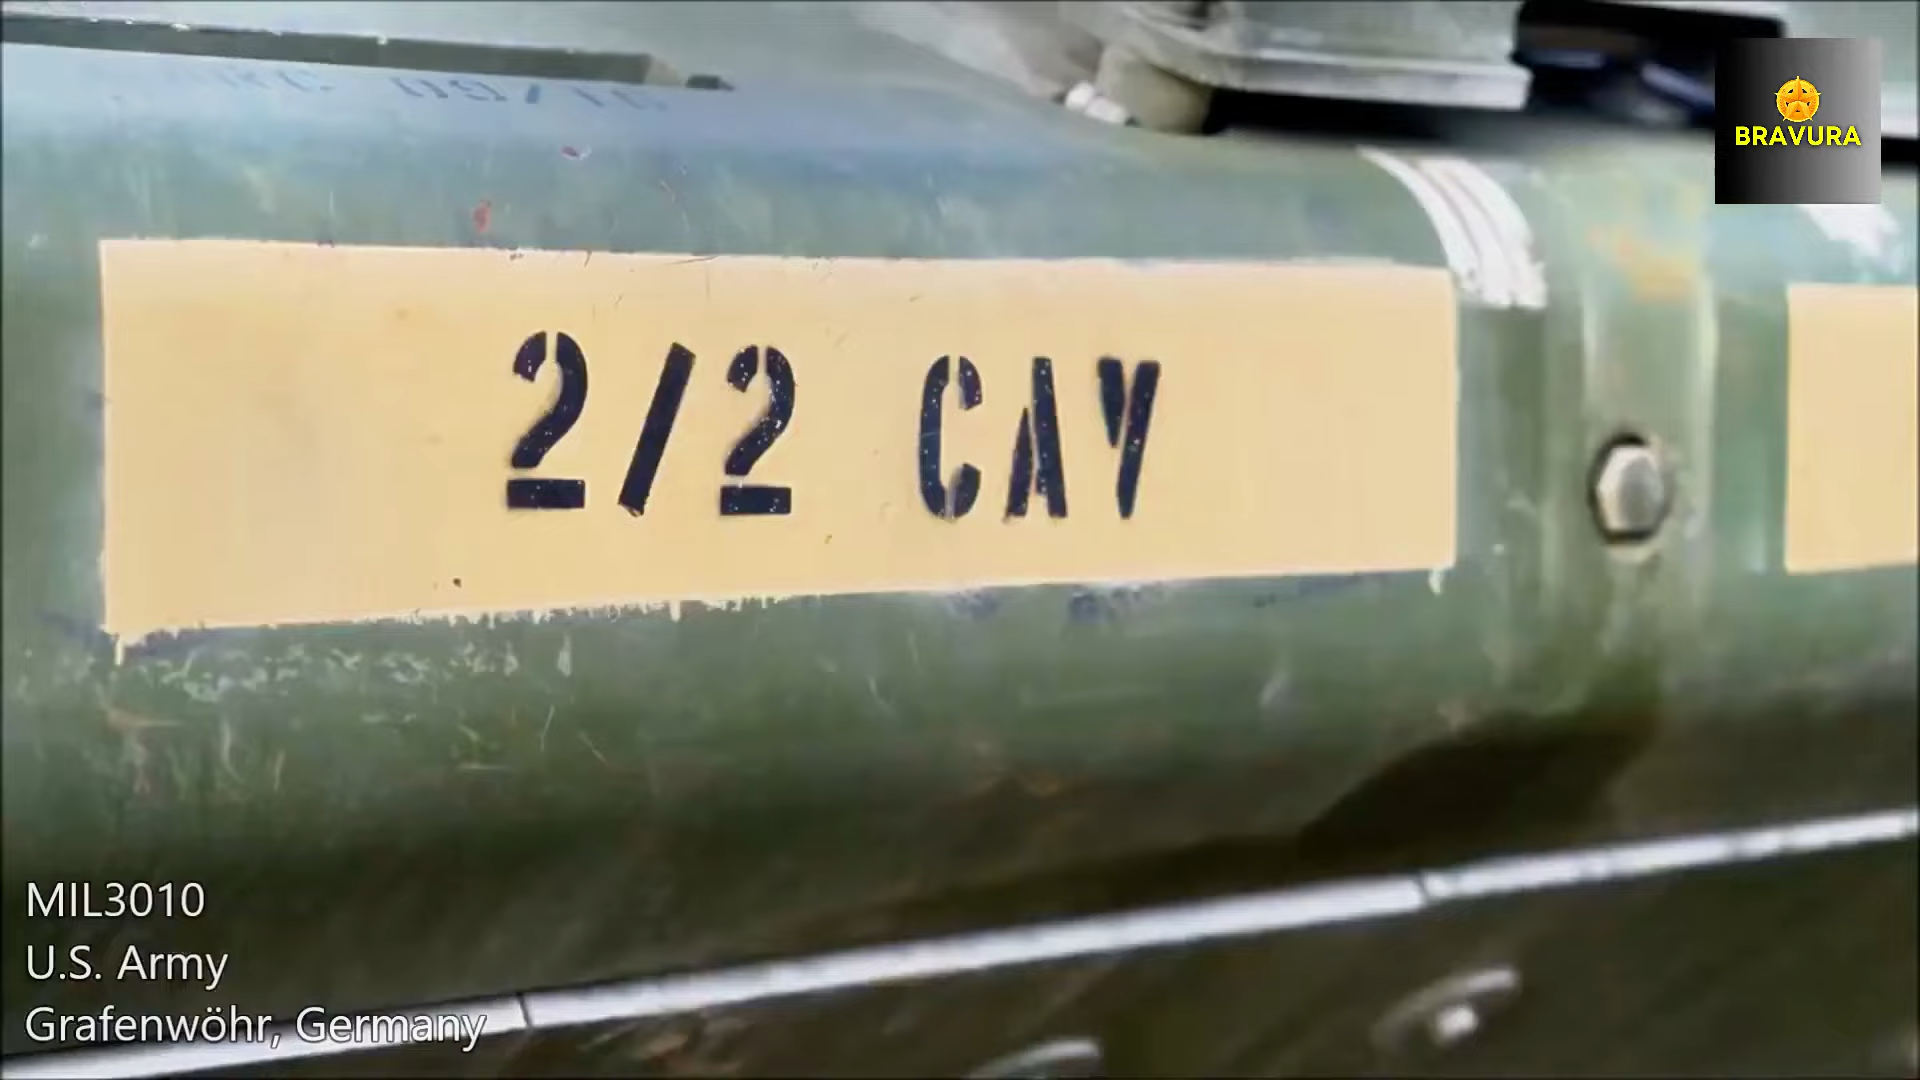 BRAVURA
2/2 CAV
MIL3010
U.S. Army
Grafenwöhr, Germany